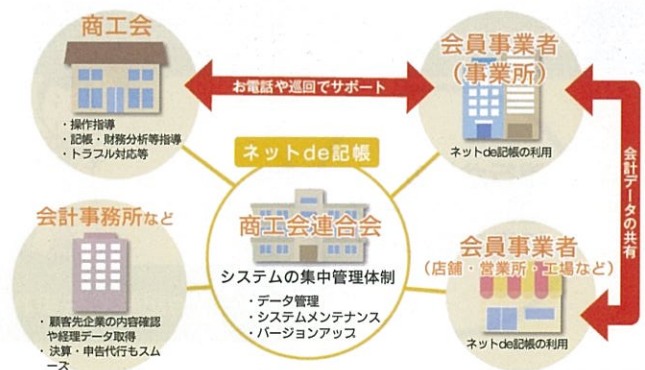 商工会
・操作指導
・記帳・財務分析等指導
・トラブル対応等
お電話や巡回でサポート
会員事業者
（事業所）
ネットde記帳の利用
ネットde記帳
商工会連合会
システムの集中管理体制
・データ管理
・システムメンテナンス
・バージョンアップ
会計データの共有
会計事務所など
・顧客先企業の内容確認
や経理データ取得
・決算・申告代行もスム
ーズ
会員事業者
（店舗・営業所・工場など）
ネットde記帳の利用